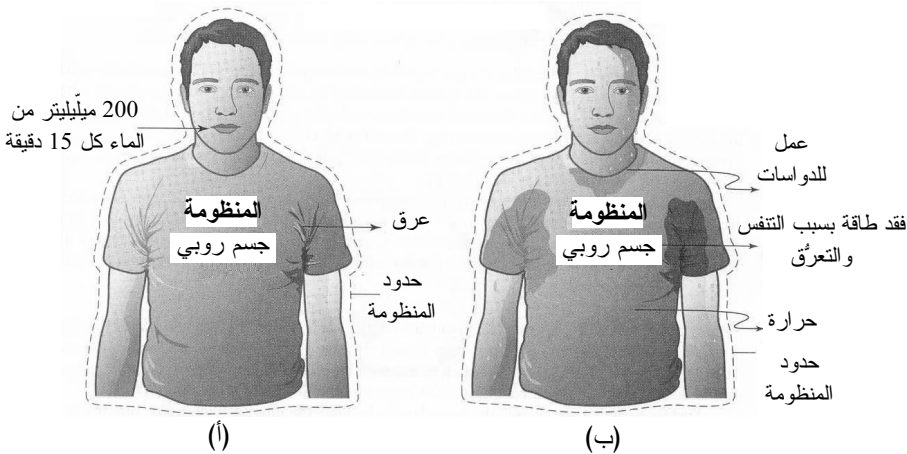 200 ميلّيليتر من
الماء كل 15 دقيقة
المنظومة
جسم روبي
عرق
حدود
المنظومة
(أ)
عمل
للدواسات
المنظومة
جسم روبي
فقد طاقة بسبب التنفس
والتعرُّق
حرارة
حدود
المنظومة
(ب)